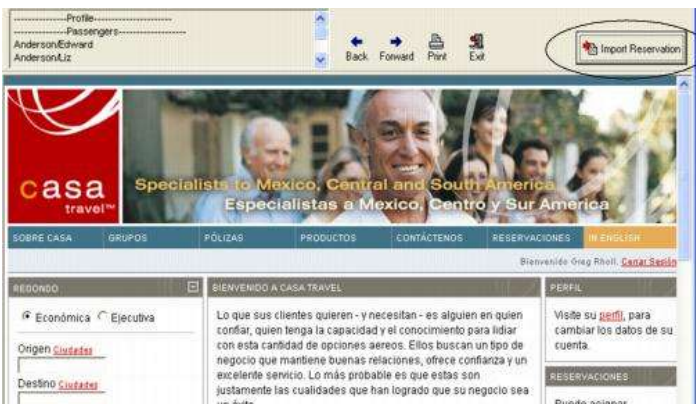 --------------Profile--------------------
--------------Passengers------------------
Anderson/Edward
Anderson/Liz
Back Forward Print Exit
Import Reservation
casa
travel™
Specialists to Mexico, Central and South America
Especialistas a Mexico, Centro y Sur America
SOBRE CASA GRUPOS PÓLIZAS PRODUCTOS CONTÁCTENOS RESERVACIONES IN ENGLISH
Bienvenido Greg Rholl. Cerrar Sesión
REDONDO
Económica Ejecutiva
Origen Ciudades
Destino Ciudades
BIENVENIDO A CASA TRAVEL
Lo que sus clientes quieren - y necesitan - es alguien en quien
confiar, quien tenga la capacidad y el conocimiento para lidiar
con esta cantidad de opciones aereos. Ellos buscan un tipo de
negocio que mantiene buenas relaciones, ofrece confianza y un
excelente servicio. Lo más probable es que estas son
justamente las cualidades que han logrado que su negocio sea
un éxito
PERFIL
Visite su perfil, para
cambiar los datos de su
cuenta.
RESERVACIONES
Puede asignar